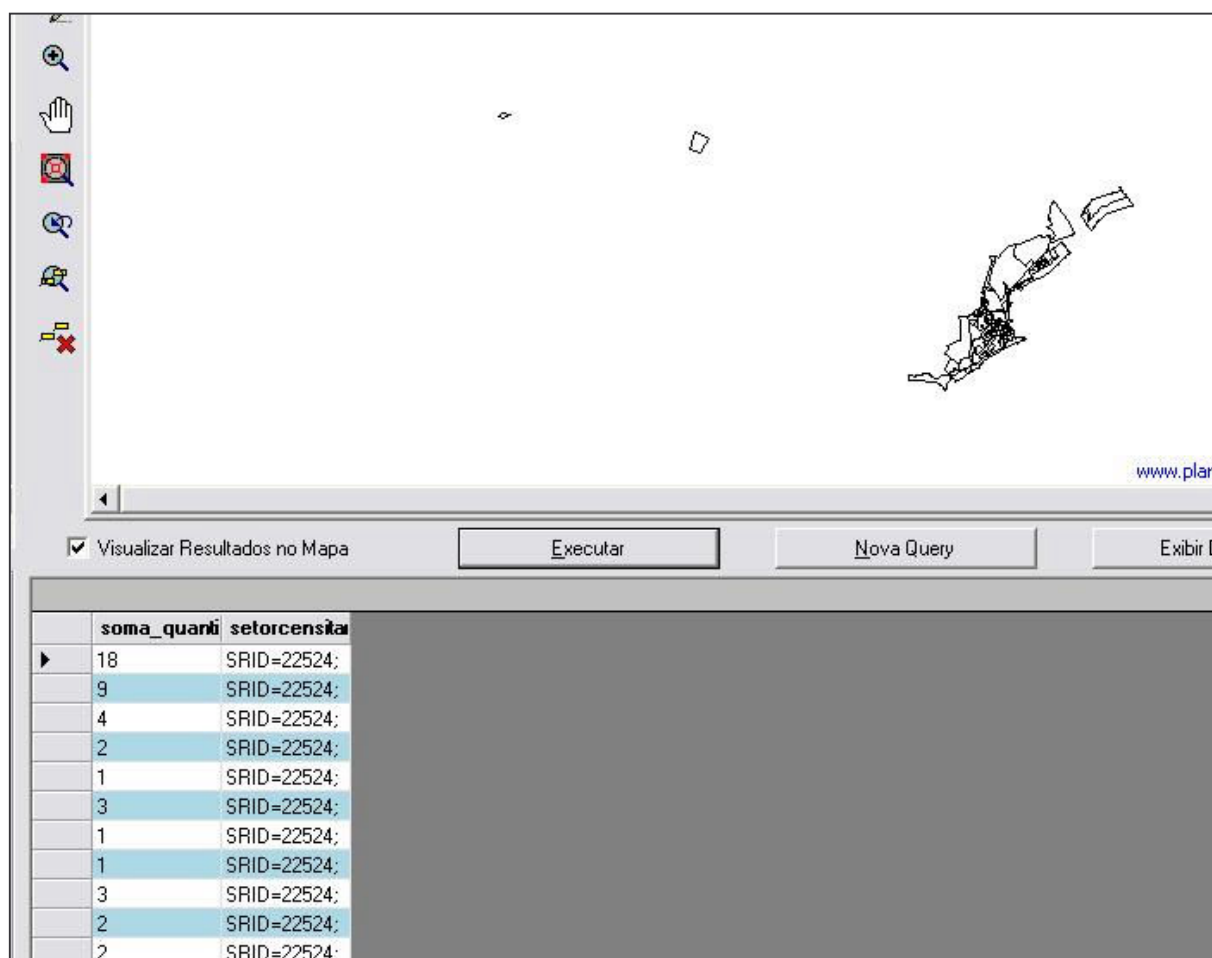 www.plan
Visualizar Resultados no Mapa
Executar
Nova Query
Exibir
soma_quanti setorcensitar
18 SRID=22524;
9 SRID=22524;
4 SRID=22524;
2 SRID=22524;
1 SRID=22524;
3 SRID=22524;
1 SRID=22524;
1 SRID=22524;
3 SRID=22524;
2 SRID=22524;
2 SRID=22524;